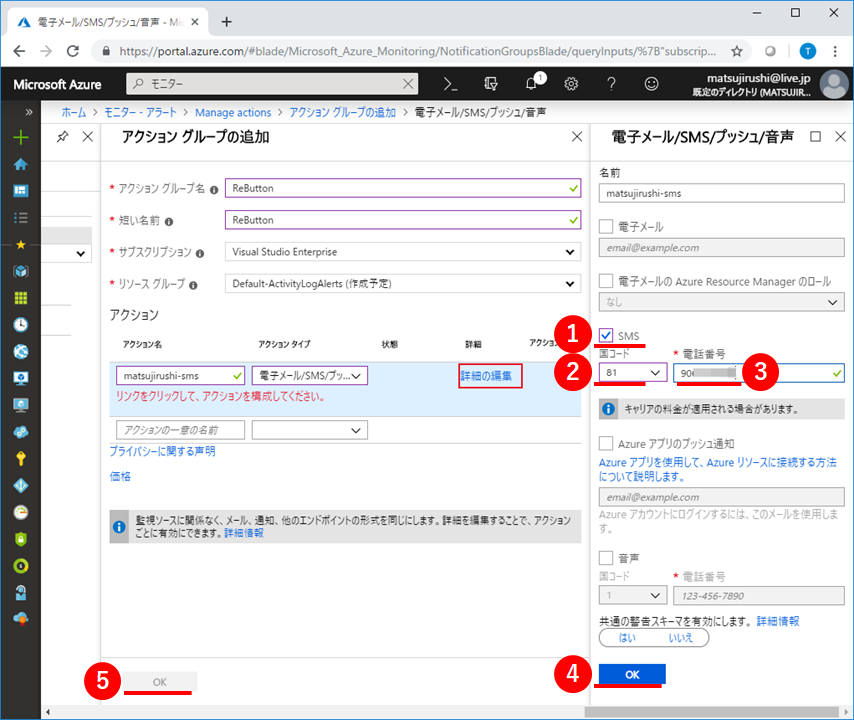 電子メール/SMS/プッシュ/音声 - Mi
https://portal.azure.com/#blade/Microsoft_Azure_Monitoring/NotificationGroupsBlade/queryInputs/%7B"subscrip...
T
Microsoft Azure
モニター
1
matsujirushi@live.jp
既定のディレクトリ (MATSUJIR...
ホーム > モニター - アラート > Manage actions > アクション グループの追加 > 電子メール/SMS/プッシュ/音声
アクション グループの追加
* アクション グループ名
ReButton
* 短い名前
ReButton
* サブスクリプション
Visual Studio Enterprise
* リソース グループ
Default-ActivityLogAlerts (作成予定)
アクション
アクション名 アクション タイプ 状態 詳細 アクション
matsujirushi-sms 電子メール/SMS/プッ... 詳細の編集
リンクをクリックして、アクションを構成してください。
アクションの一意の名前
プライバシーに関する声明
価格
監視ソースに関係なく、メール、通知、他のエンドポイントの形式を同じにします。詳細を編集することで、アクション
ごとに有効にできます。詳細情報
5
OK
電子メール/SMS/プッシュ/音声
名前
matsujirushi-sms
電子メール
email@example.com
電子メールの Azure Resource Manager のロール
なし
1
SMS
国コード * 電話番号
2
81
90
3
キャリアの料金が適用される場合があります。
Azure アプリのプッシュ通知
Azure アプリを使用して、Azure リソースに接続する方法
について説明します。
email@example.com
Azure アカウントにログインするには、このメールを使用しま
す。
音声
国コード * 電話番号
1 123-456-7890
共通の警告スキーマを有効にします。 詳細情報
はい いいえ
4
OK